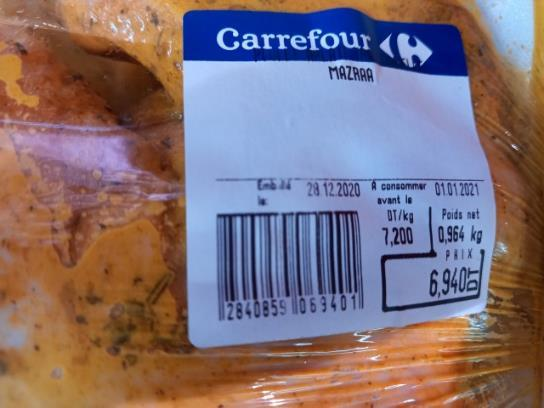 Carrefour
MAZRAA
Emballé 28.12.2020 À consommer 01.01.2021
le: avant le
DT/kg Poids net
7,200 0,964 kg
PRIX
6,940 DT
2840859 069401